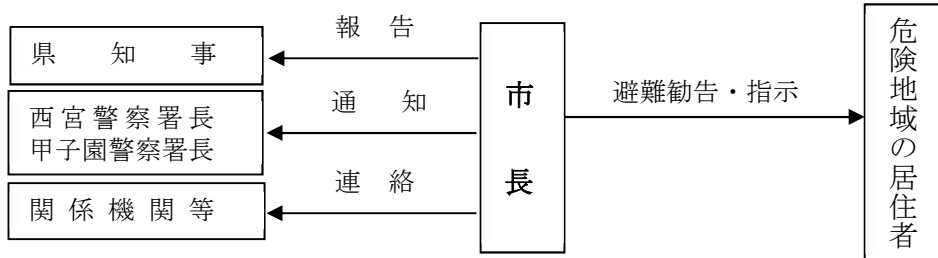 県知事
報告
西宮警察署長
甲子園警察署長
通知
関係機関等
連絡
市長
避難勧告・指示
危険地域の居住者